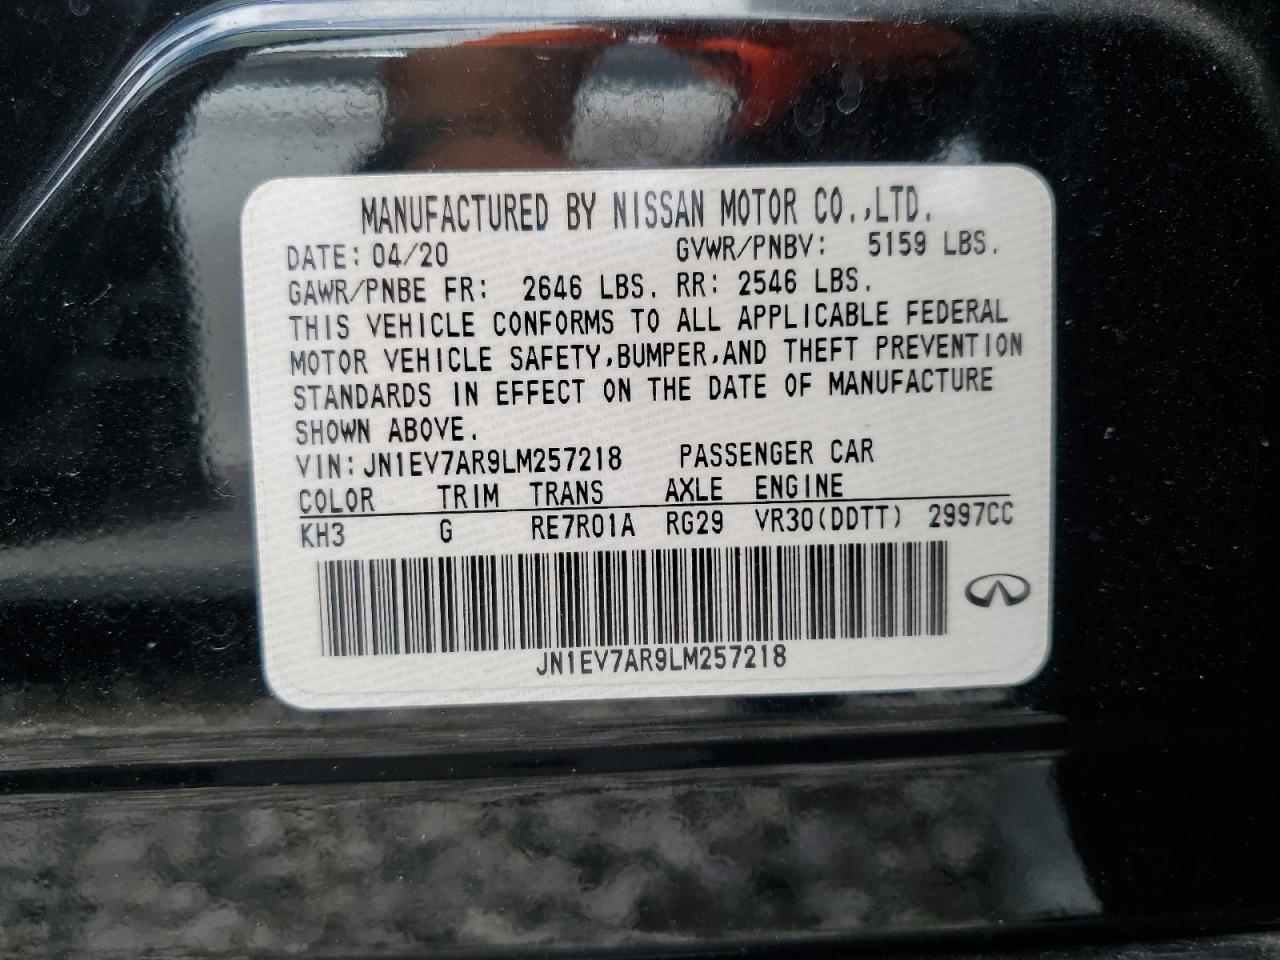 MANUFACTURED BY NISSAN MOTOR CO.,LTD.
DATE: 04/20 GVWR/PNBV: 5159 LBS.
GAWR/PNBE FR: 2646 LBS. RR: 2546 LBS.
THIS VEHICLE CONFORMS TO ALL APPLICABLE FEDERAL
MOTOR VEHICLE SAFETY,BUMPER,AND THEFT PREVENTION
STANDARDS IN EFFECT ON THE DATE OF MANUFACTURE
SHOWN ABOVE.
VIN: JN1EV7AR9LM257218 PASSENGER CAR
COLOR TRIM TRANS AXLE ENGINE
KH3 G RE7R01A RG29 VR30(DDTT) 2997CC
JN1EV7AR9LM257218